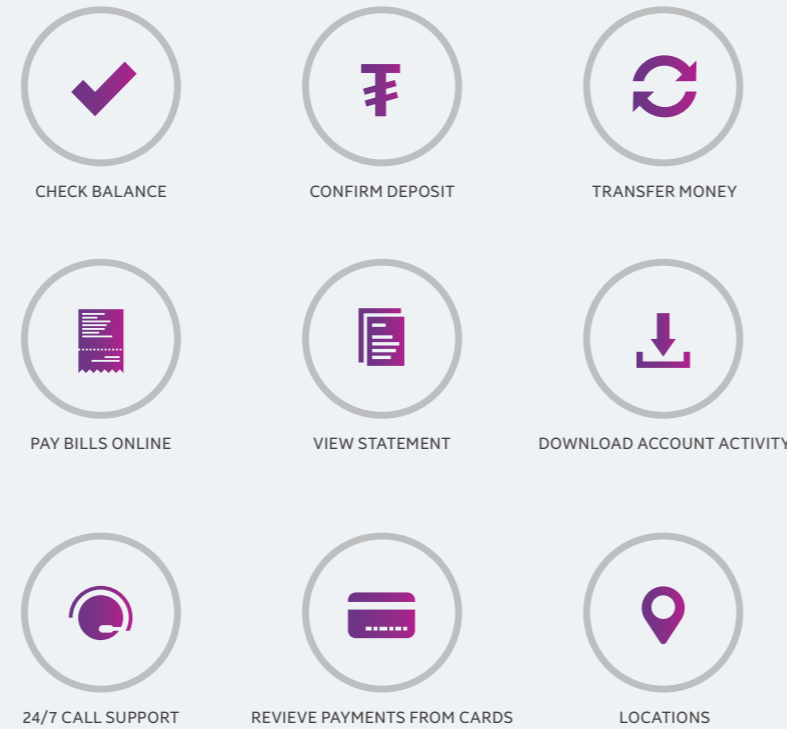 CHECK BALANCE
CONFIRM DEPOSIT
TRANSFER MONEY
PAY BILLS ONLINE
VIEW STATEMENT
DOWNLOAD ACCOUNT ACTIVITY
24/7 CALL SUPPORT
REVIEVE PAYMENTS FROM CARDS
LOCATIONS